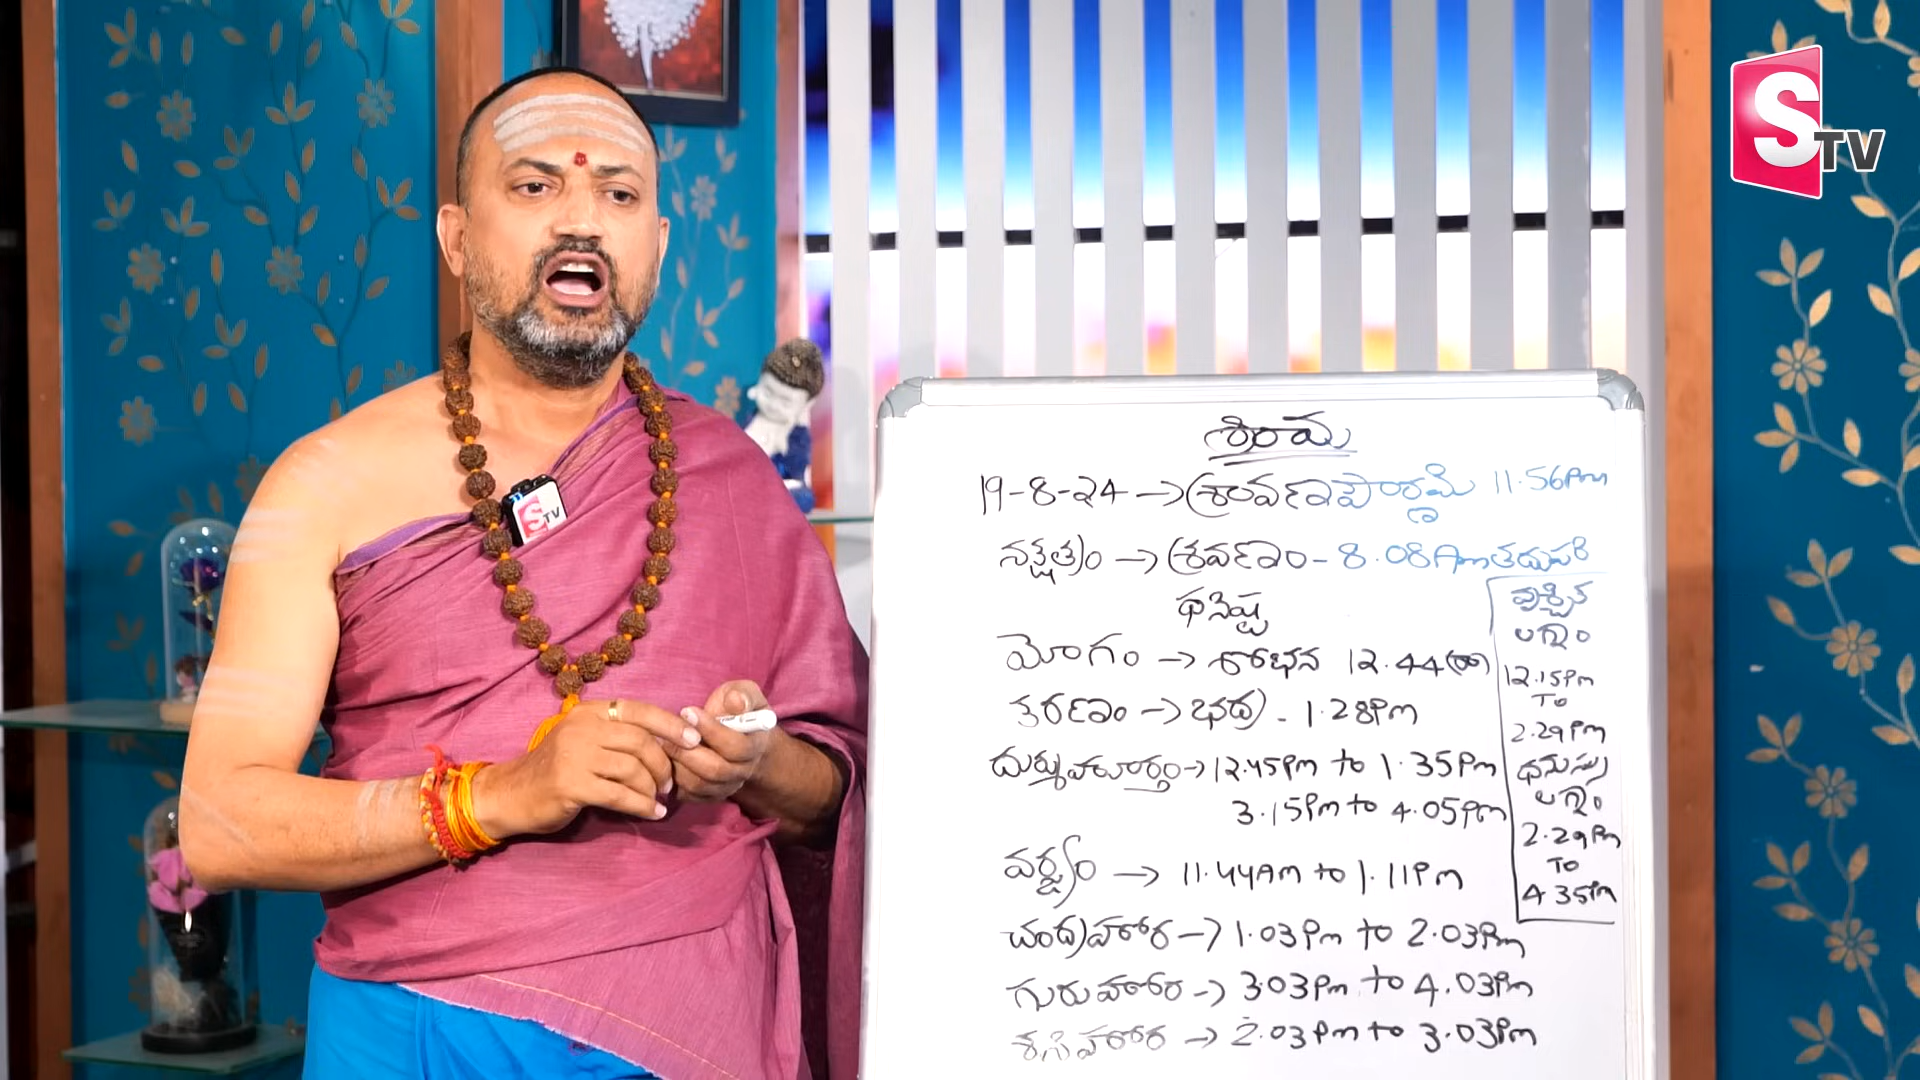 STV
STV
శ్రీరామ
19-8-24 → శ్రావణ పౌర్ణమి 11.56Pm
నక్షత్రం → శ్రవణం - 8.08Am తదుపరి
ధనిష్ఠ
యోగం → శోభన 12.44(రా)
కరణం → భద్ర - 1.28Pm
దుర్ముహూర్తం → 12.45Pm to 1.35Pm
3.15Pm to 4.05Pm
వర్జ్యం → 11.44Am to 1.11Pm
చంద్రహోర → 1.03Pm to 2.03Pm
గురుహోర → 3.03Pm to 4.03Pm
శనిహోర → 2.03Pm to 3.03Pm
వృశ్చిక
లగ్నం
12.15Pm
To
2.29Pm
ధనుస్సు
లగ్నం
2.29Pm
To
4.35Pm